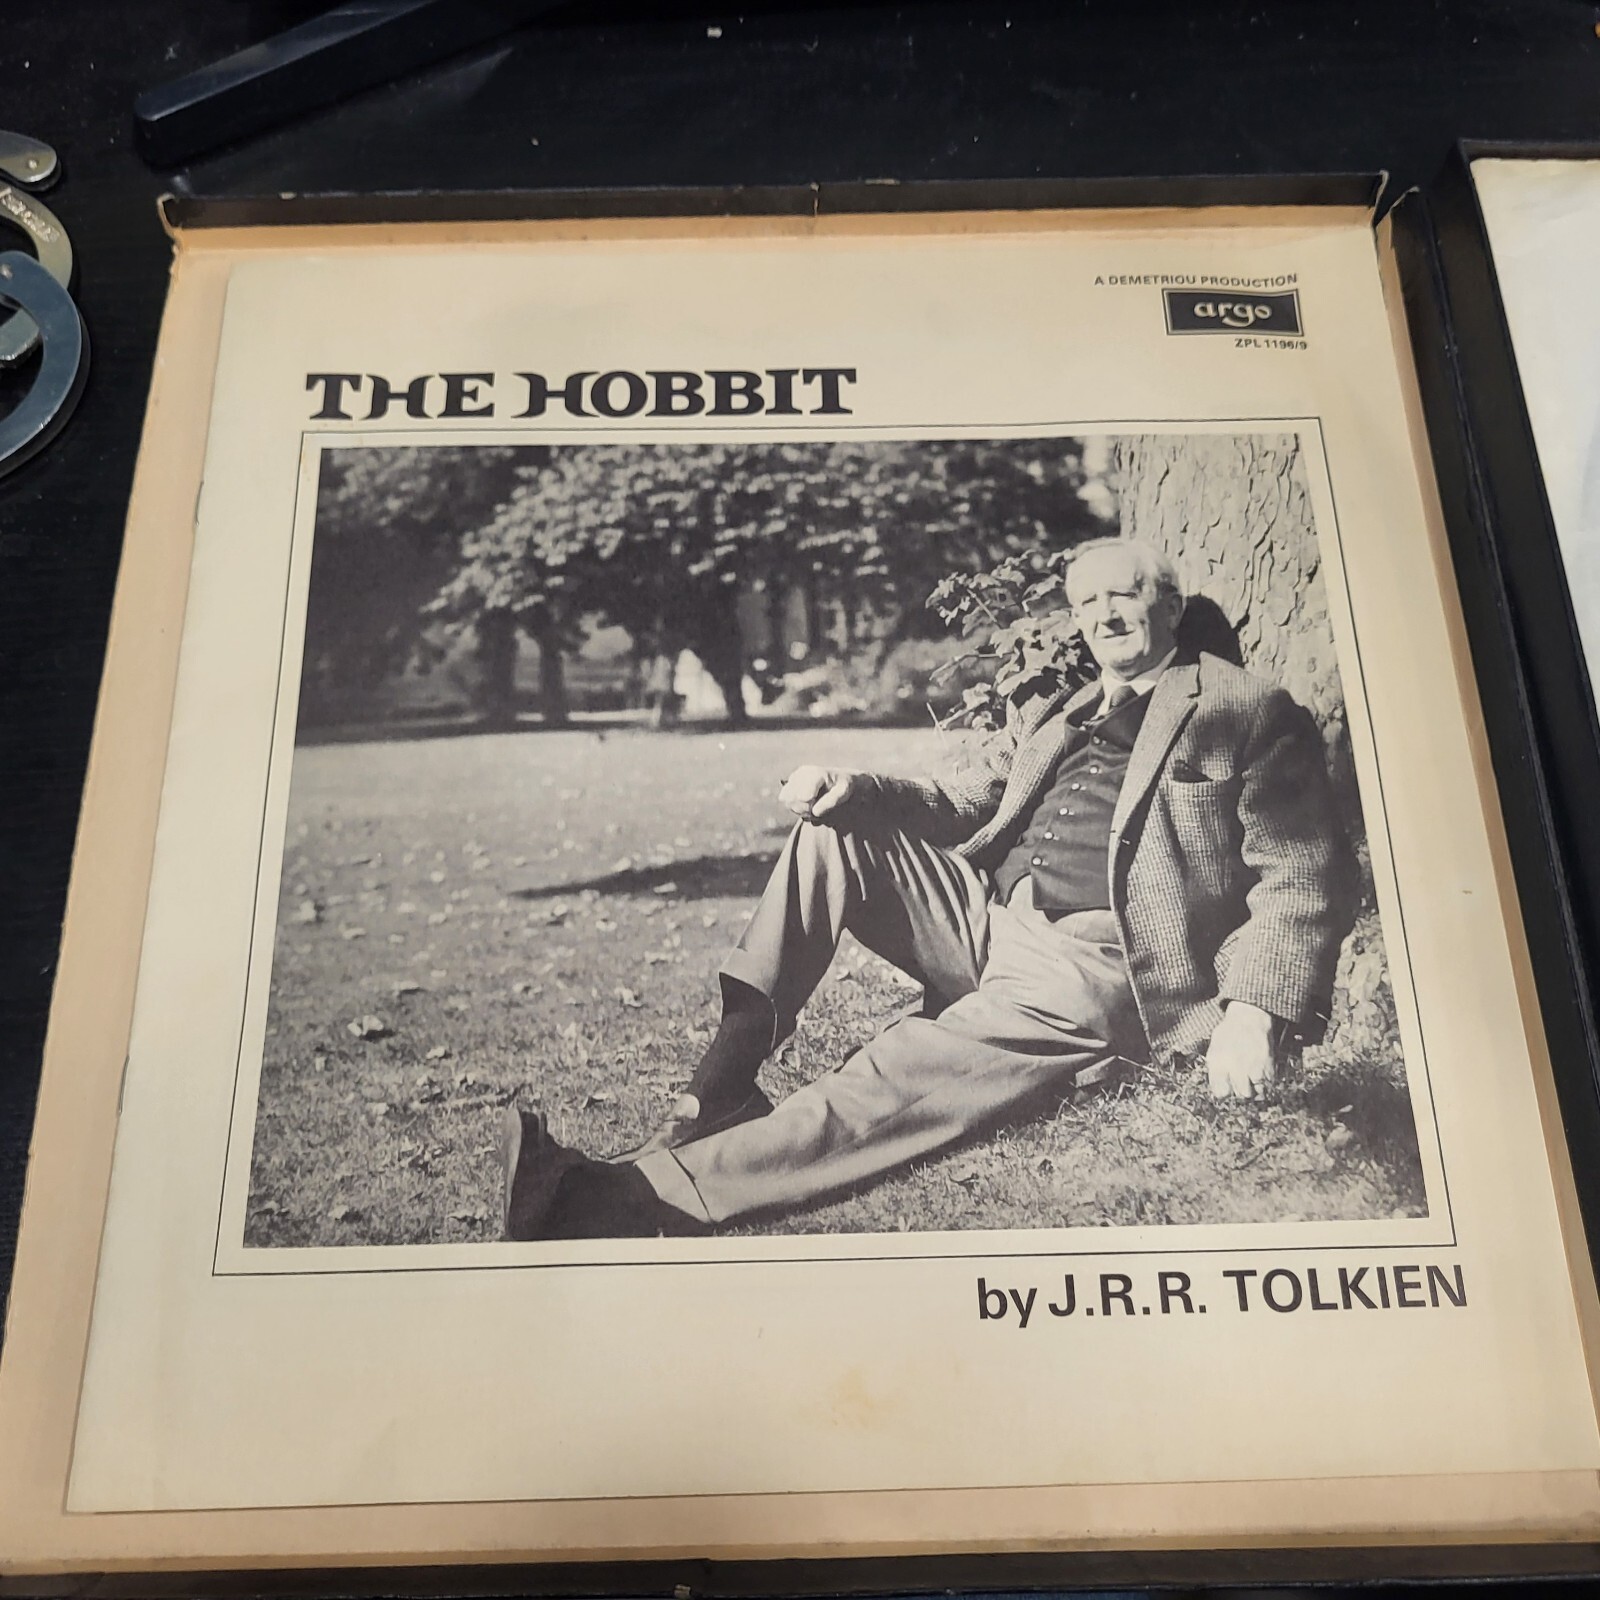 A DEMETRIOU PRODUCTION
argo
ZPL 1196/9
THE HOBBIT
by J.R.R. TOLKIEN